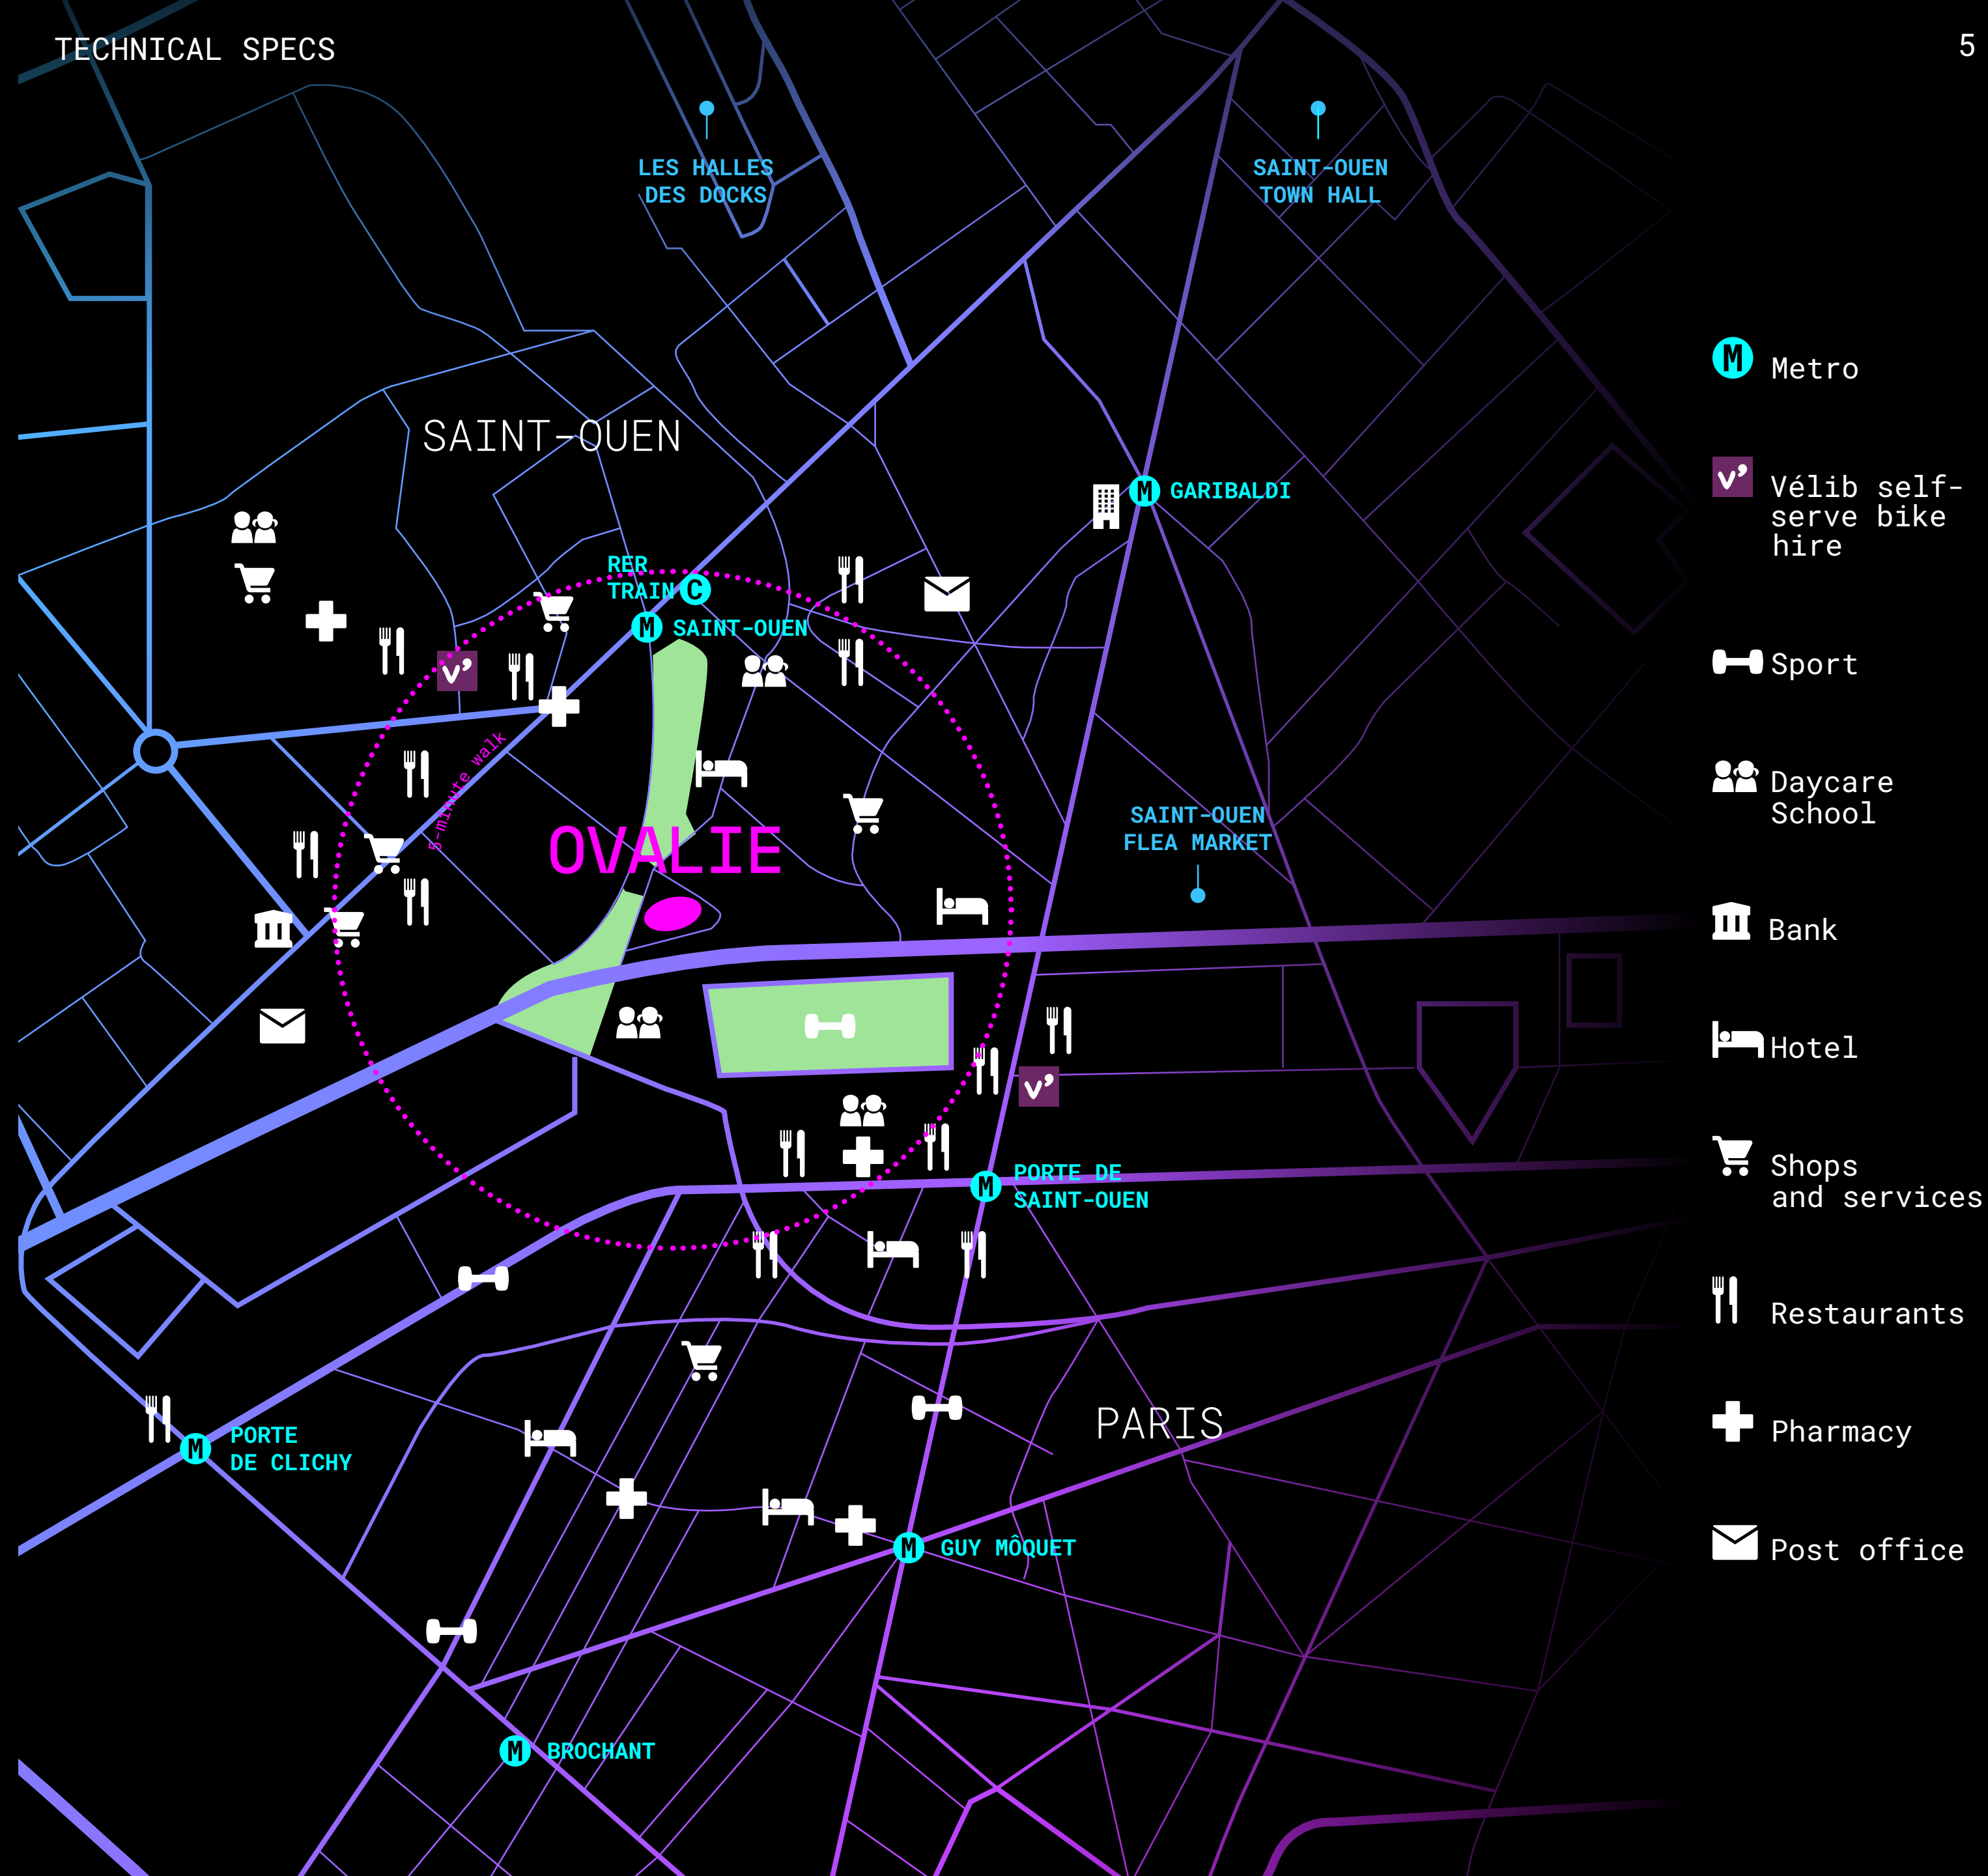 TECHNICAL SPECS
5
LES HALLES
DES DOCKS
SAINT-OUEN
TOWN HALL
SAINT-OUEN
M GARIBALDI
RER
TRAIN C
M SAINT-OUEN
v'
5-minute walk
OVALIE
SAINT-OUEN
FLEA MARKET
v'
M PORTE DE
SAINT-OUEN
PARIS
M PORTE
DE CLICHY
M GUY MÔQUET
M BROCHANT
M Metro
v' Vélib self-
serve bike
hire
Sport
Daycare
School
Bank
Hotel
Shops
and services
Restaurants
Pharmacy
Post office